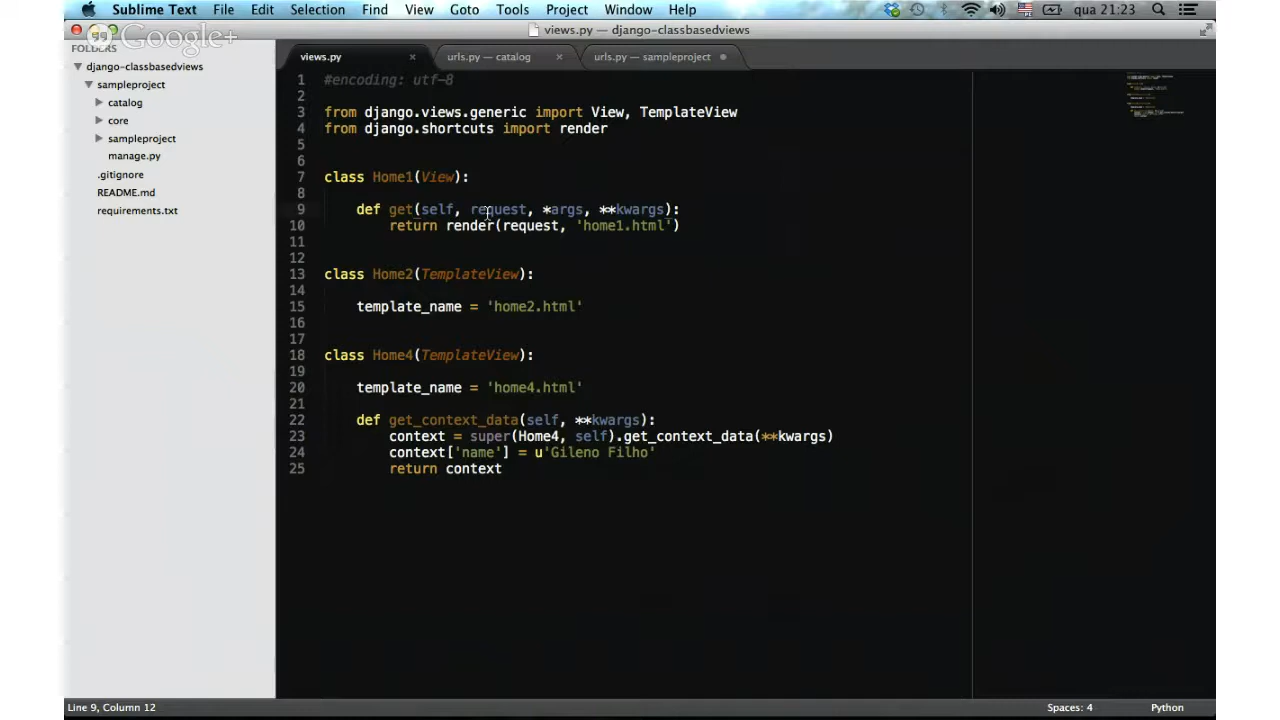 Sublime Text File Edit Selection Find View Goto Tools Project Window Help qua 21:23
views.py — django-classbasedviews
Google+
FOLDERS
django-classbasedviews
sampleproject
catalog
core
sampleproject
manage.py
.gitignore
README.md
requirements.txt
views.py urls.py — catalog urls.py — sampleproject
1 #encoding: utf-8
2
3 from django.views.generic import View, TemplateView
4 from django.shortcuts import render
5
6
7 class Home1(View):
8
9 def get(self, request, *args, **kwargs):
10 return render(request, 'home1.html')
11
12
13 class Home2(TemplateView):
14
15 template_name = 'home2.html'
16
17
18 class Home4(TemplateView):
19
20 template_name = 'home4.html'
21
22 def get_context_data(self, **kwargs):
23 context = super(Home4, self).get_context_data(**kwargs)
24 context['name'] = u'Gileno Filho'
25 return context
Line 9, Column 12 Spaces: 4 Python